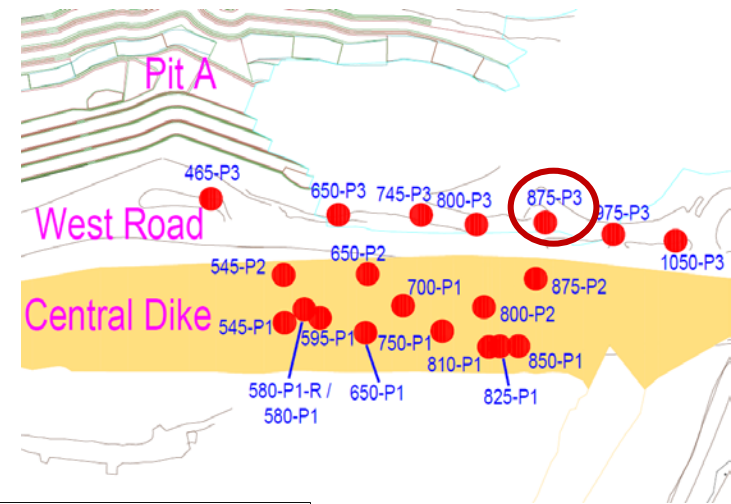 Pit A
465-P3
650-P3
745-P3
800-P3
875-P3
975-P3
1050-P3
West Road
545-P2
650-P2
875-P2
700-P1
800-P2
Central Dike
545-P1
595-P1
750-P1
810-P1
850-P1
580-P1-R /
580-P1
650-P1
825-P1